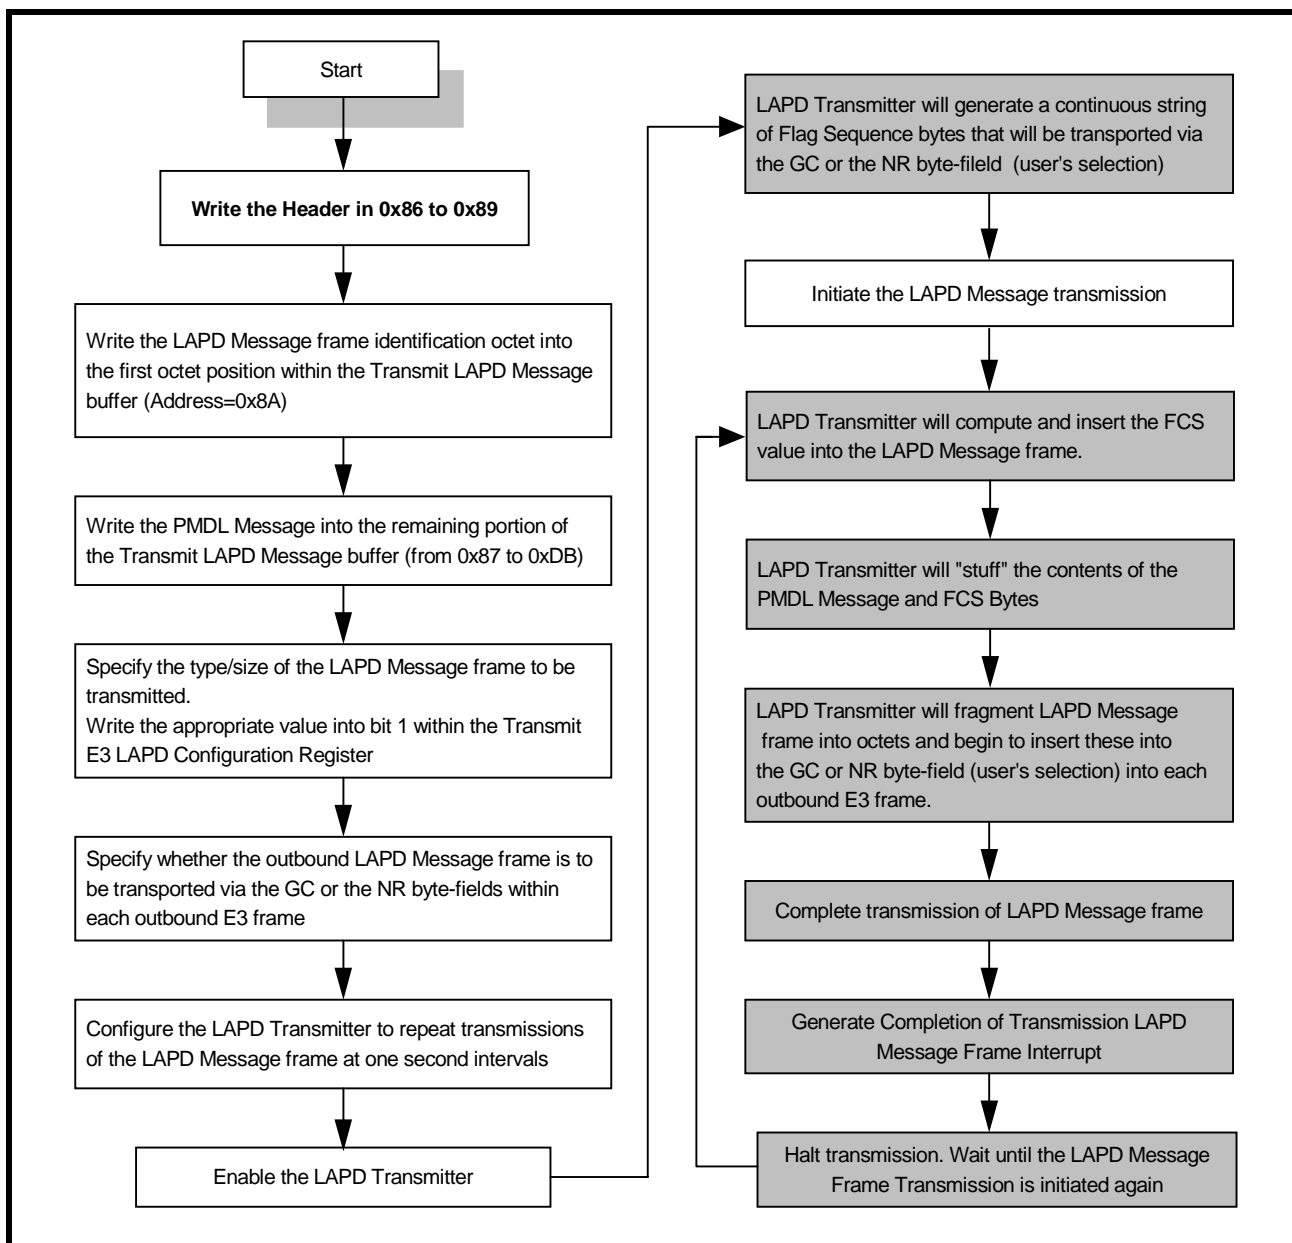 Start
Write the Header in 0x86 to 0x89
Write the LAPD Message frame identification octet into
the first octet position within the Transmit LAPD Message
buffer (Address=0x8A)
Write the PMDL Message into the remaining portion of
the Transmit LAPD Message buffer (from 0x87 to 0xDB)
Specify the type/size of the LAPD Message frame to be
transmitted.
Write the appropriate value into bit 1 within the Transmit
E3 LAPD Configuration Register
Specify whether the outbound LAPD Message frame is to
be transported via the GC or the NR byte-fields within
each outbound E3 frame
Configure the LAPD Transmitter to repeat transmissions
of the LAPD Message frame at one second intervals
Enable the LAPD Transmitter
LAPD Transmitter will generate a continuous string
of Flag Sequence bytes that will be transported via
the GC or the NR byte-fileld (user's selection)
Initiate the LAPD Message transmission
LAPD Transmitter will compute and insert the FCS
value into the LAPD Message frame.
LAPD Transmitter will "stuff" the contents of the
PMDL Message and FCS Bytes
LAPD Transmitter will fragment LAPD Message
frame into octets and begin to insert these into
the GC or NR byte-field (user's selection) into each
outbound E3 frame.
Complete transmission of LAPD Message frame
Generate Completion of Transmission LAPD
Message Frame Interrupt
Halt transmission. Wait until the LAPD Message
Frame Transmission is initiated again